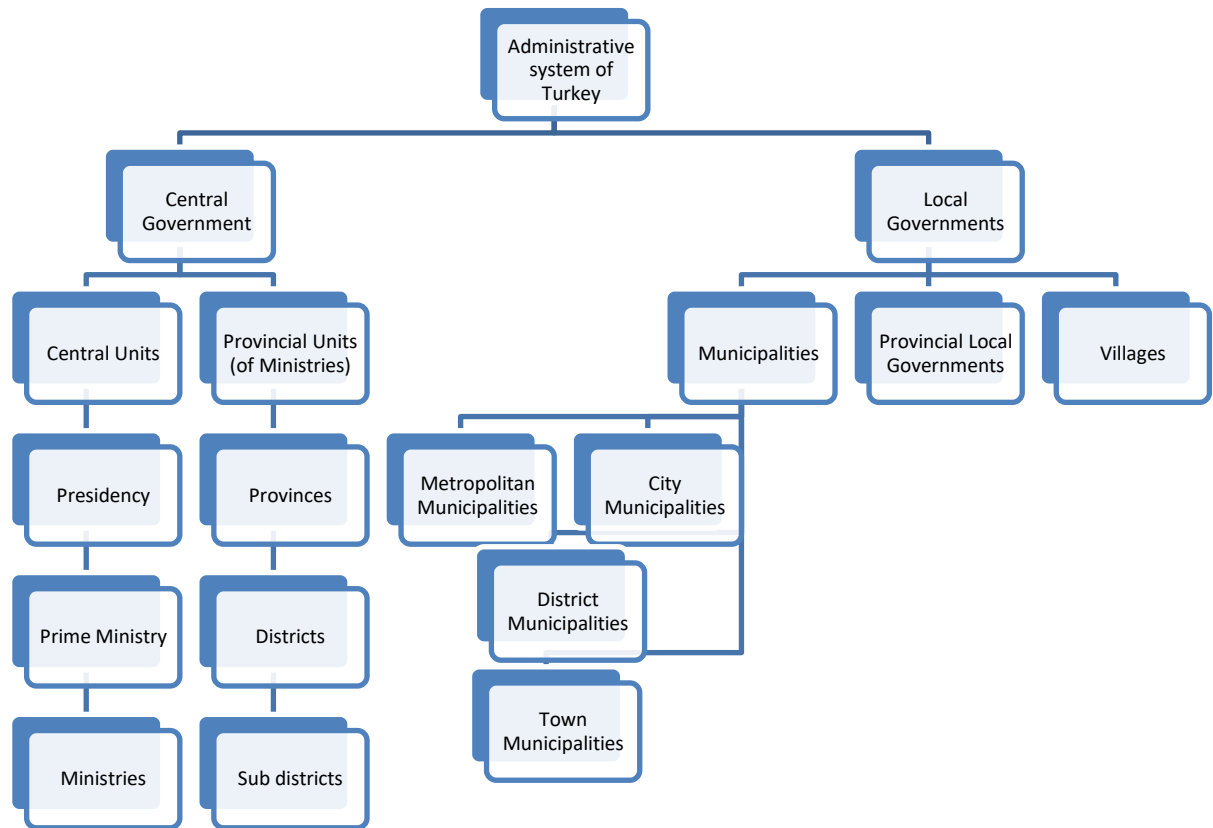 Administrative
system of
Turkey
Central
Government
Local
Governments
Central Units
Provincial Units
(of Ministries)
Municipalities
Provincial Local
Governments
Villages
Presidency
Provinces
Metropolitan
Municipalities
City
Municipalities
Prime Ministry
Districts
District
Municipalities
Ministries
Sub districts
Town
Municipalities